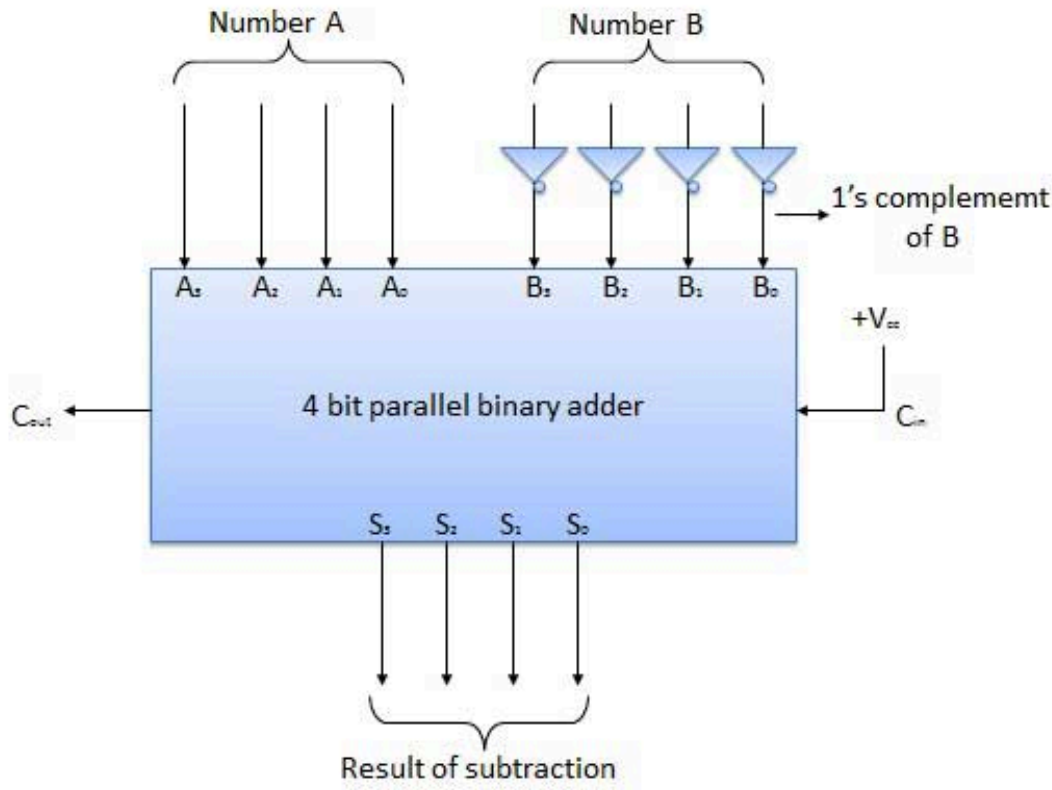 Number A
Number B
1's complememt
of B
A₃ A₂ A₁ A₀ B₃ B₂ B₁ B₀
+Vcc
4 bit parallel binary adder
Cout
Cin
S₃ S₂ S₁ S₀
Result of subtraction